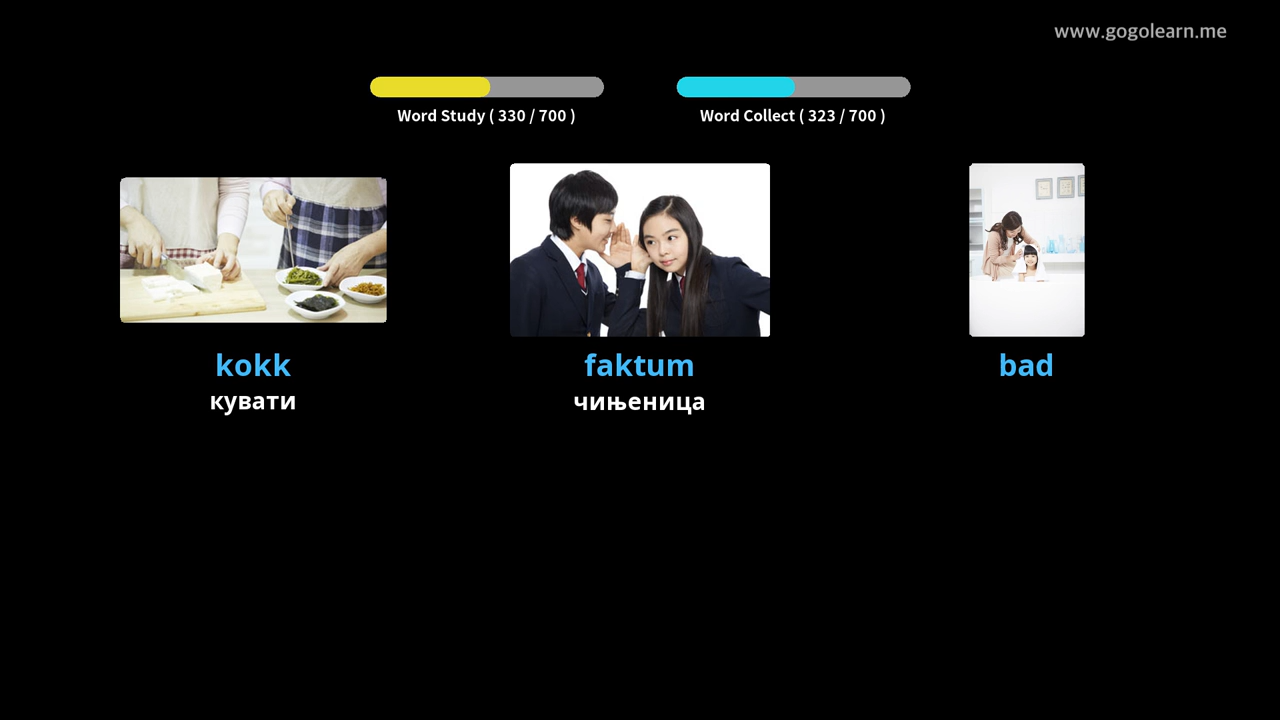 www.gogolearn.me
Word Study ( 330 / 700 )
Word Collect ( 323 / 700 )
kokk
faktum
bad
кувати
чињеница